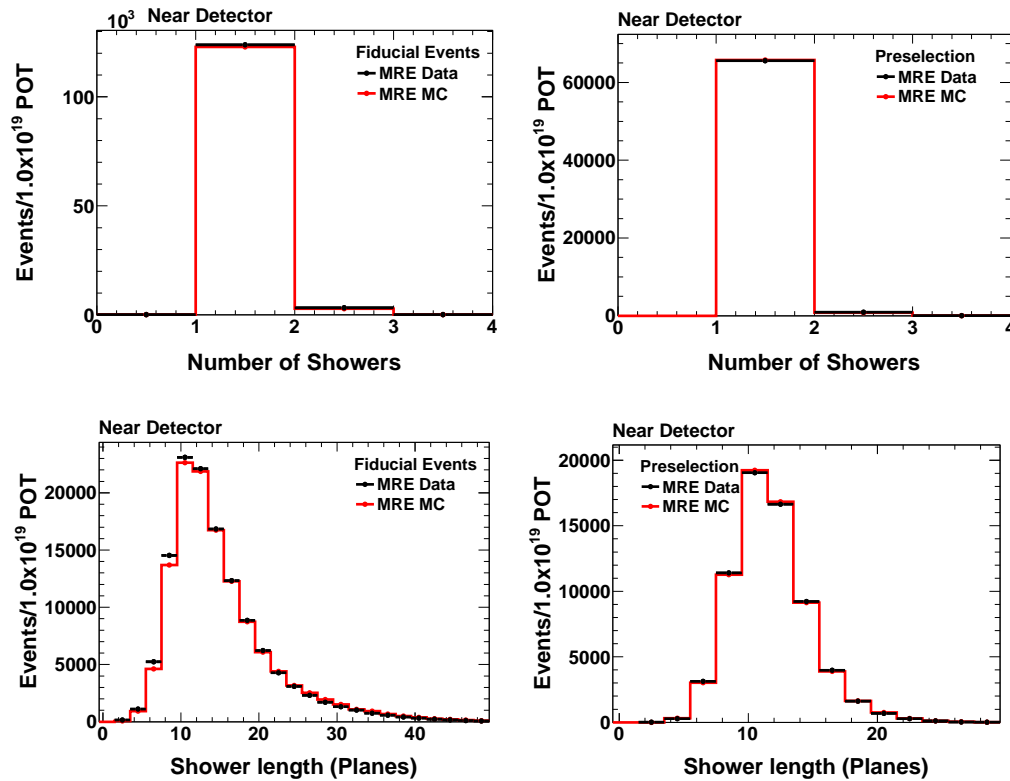 10³ Near Detector
Fiducial Events
MRE Data
MRE MC
100
50
0
Events/1.0x10¹⁹ POT
0 1 2 3 4
Number of Showers
Near Detector
Preselection
MRE Data
MRE MC
60000
40000
20000
0
Events/1.0x10¹⁹ POT
0 1 2 3 4
Number of Showers
Near Detector
Fiducial Events
MRE Data
MRE MC
20000
15000
10000
5000
0
Events/1.0x10¹⁹ POT
0 10 20 30 40
Shower length (Planes)
Near Detector
Preselection
MRE Data
MRE MC
20000
15000
10000
5000
0
Events/1.0x10¹⁹ POT
0 10 20
Shower length (Planes)